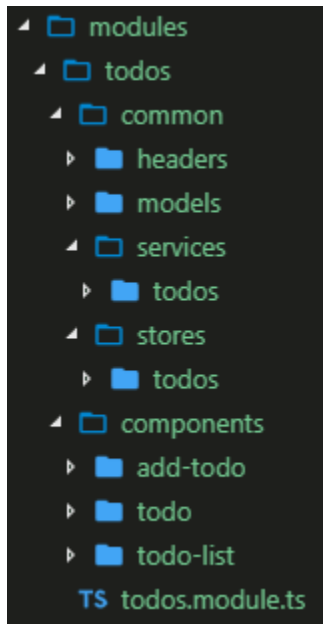 modules
todos
common
headers
models
services
todos
stores
todos
components
add-todo
todo
todo-list
TS todos.module.ts